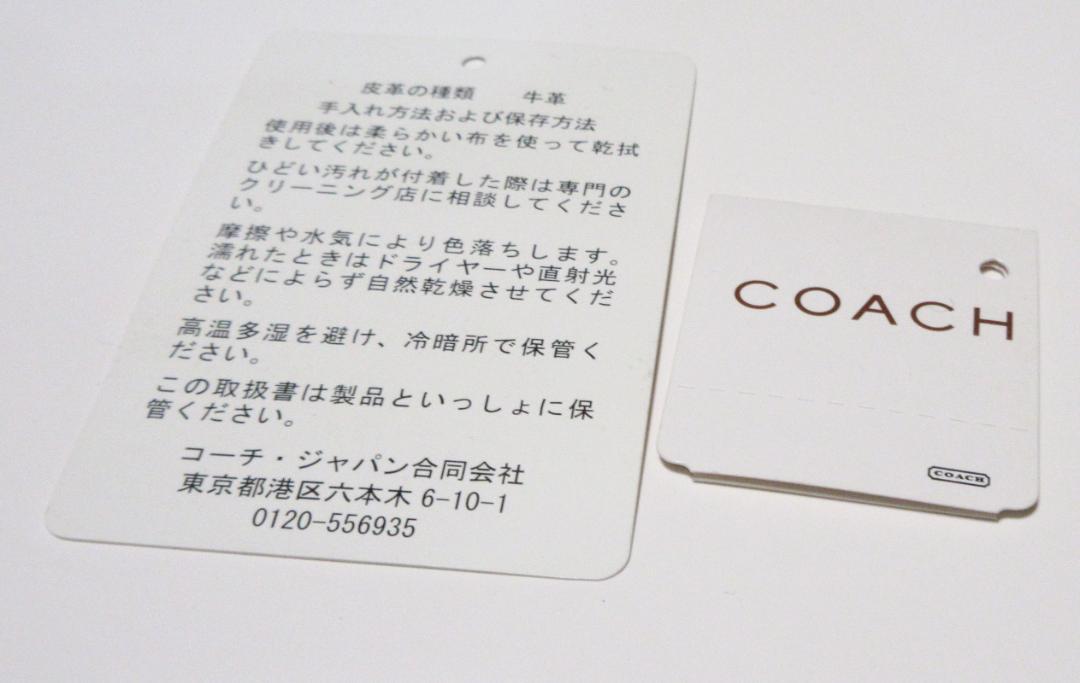 皮革の種類　　牛革
手入れ方法および保存方法
使用後は柔らかい布を使って乾拭
きしてください。
ひどい汚れが付着した際は専門の
クリーニング店に相談してくださ
い。
摩擦や水気により色落ちします。
濡れたときはドライヤーや直射光
などによらず自然乾燥させてくだ
さい。
高温多湿を避け、冷暗所で保管く
ださい。
この取扱書は製品といっしょに保
管ください。
コーチ・ジャパン合同会社
東京都港区六本木 6-10-1
0120-556935
COACH
COACH